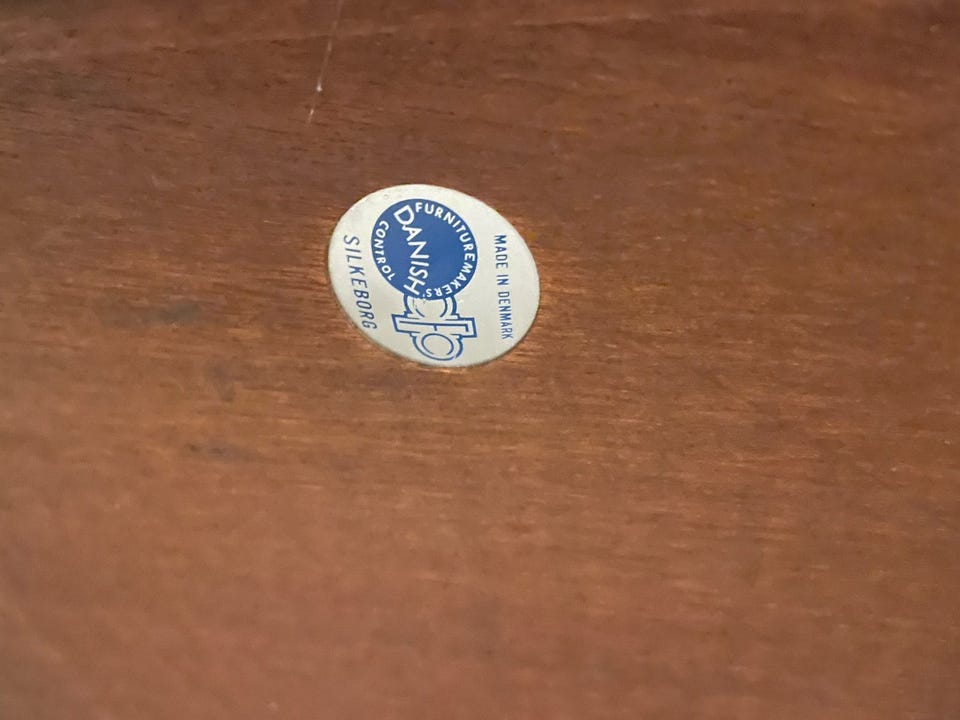 MADE IN DENMARK
DANISH
FURNITUREMAKERS'
CONTROL
SILKEBORG